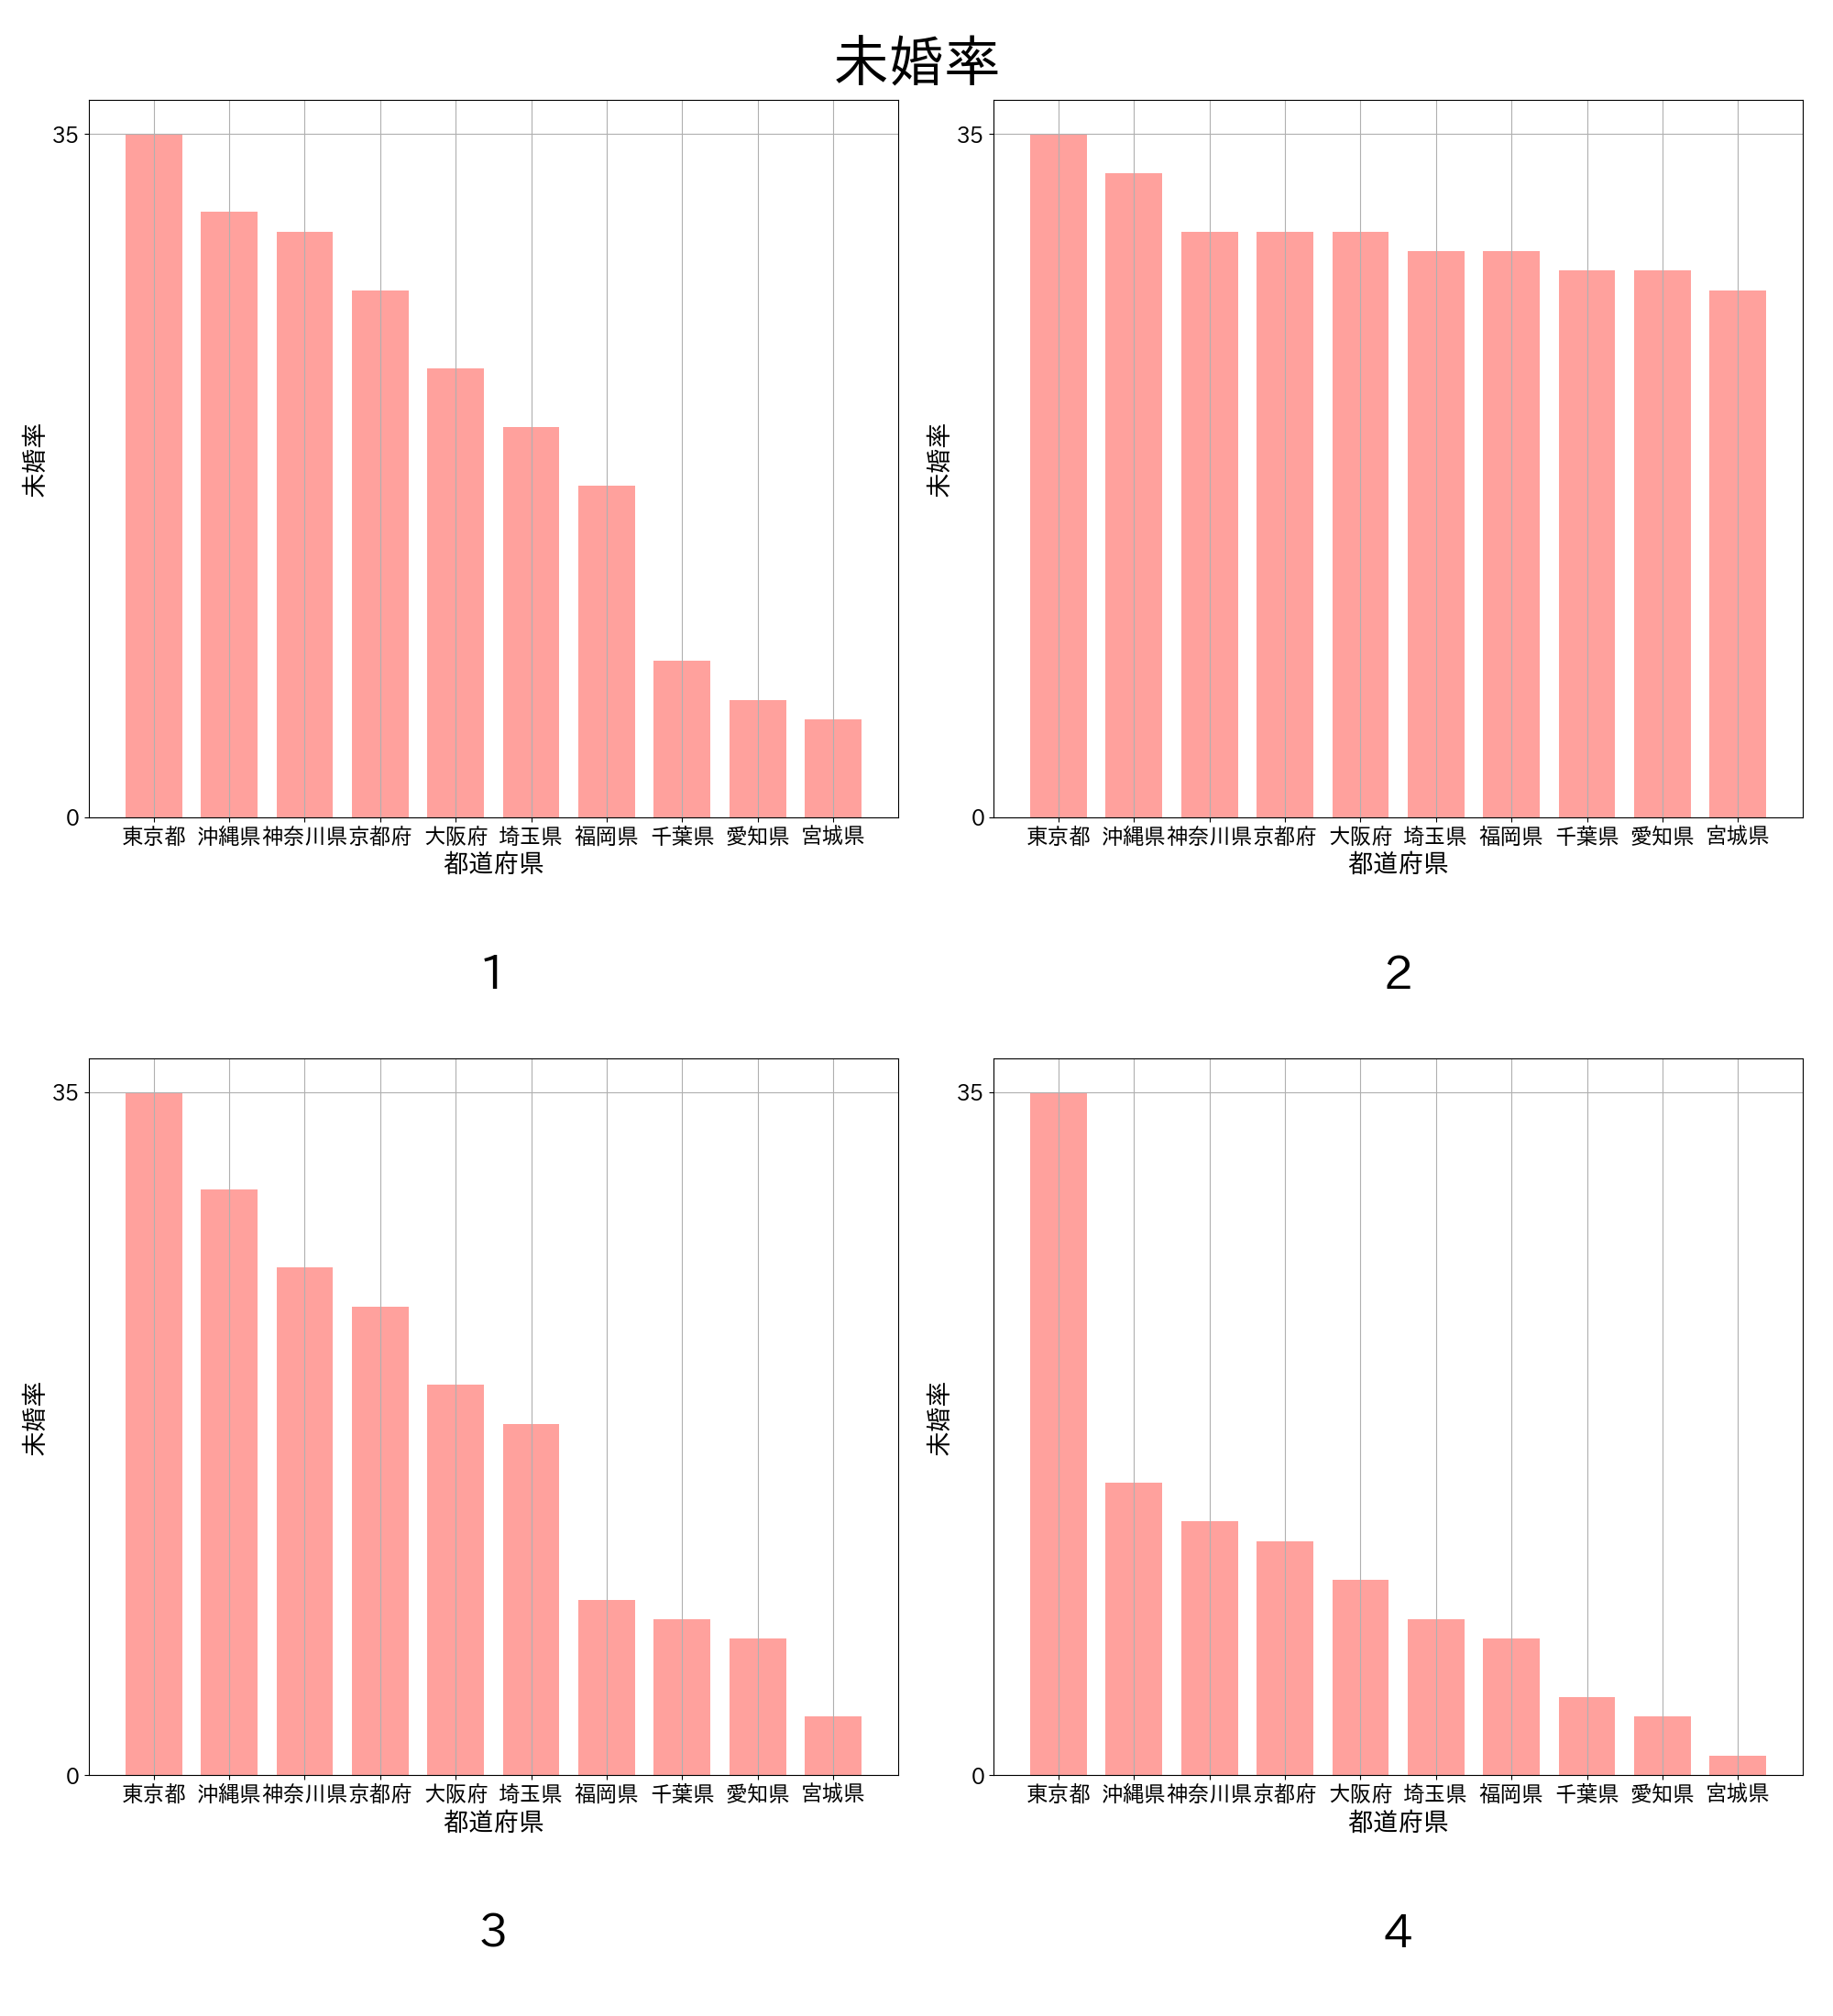 未婚率
35
0
未婚率
東京都 沖縄県 神奈川県 京都府 大阪府 埼玉県 福岡県 千葉県 愛知県 宮城県
都道府県
1
35
0
未婚率
東京都 沖縄県 神奈川県 京都府 大阪府 埼玉県 福岡県 千葉県 愛知県 宮城県
都道府県
2
35
0
未婚率
東京都 沖縄県 神奈川県 京都府 大阪府 埼玉県 福岡県 千葉県 愛知県 宮城県
都道府県
3
35
0
未婚率
東京都 沖縄県 神奈川県 京都府 大阪府 埼玉県 福岡県 千葉県 愛知県 宮城県
都道府県
4